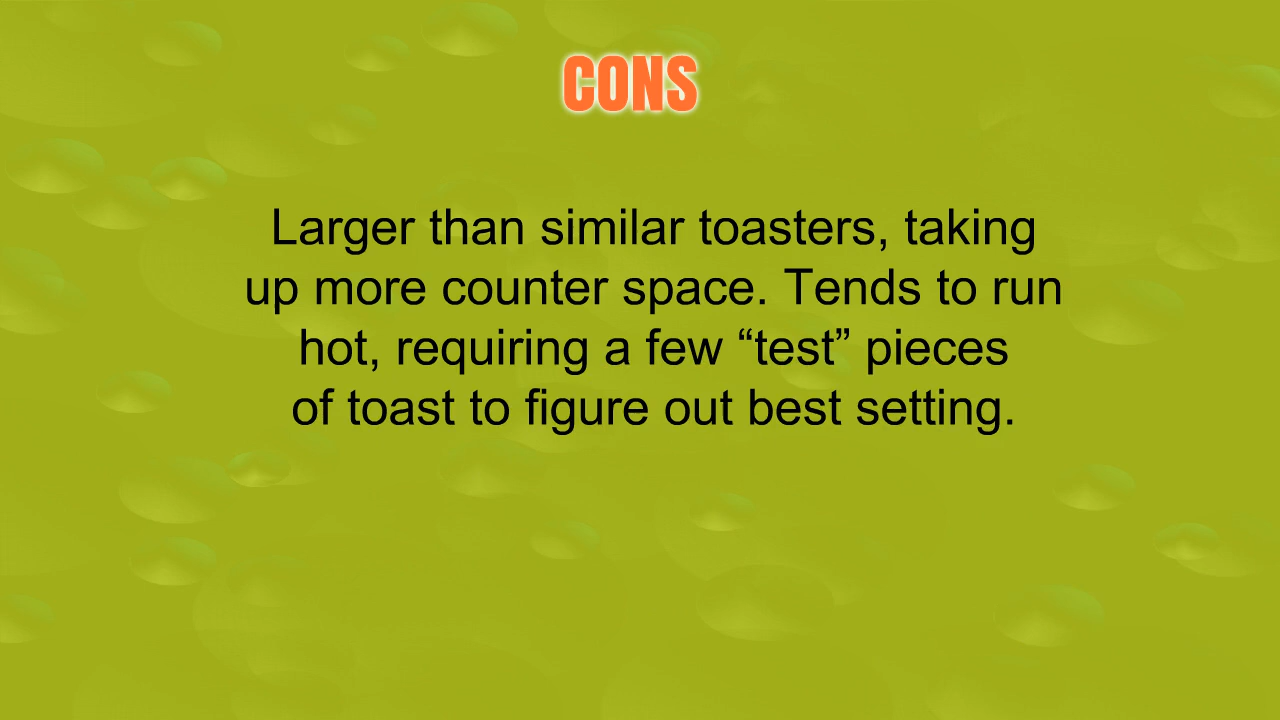 CONS
Larger than similar toasters, taking
up more counter space. Tends to run
hot, requiring a few “test” pieces
of toast to figure out best setting.